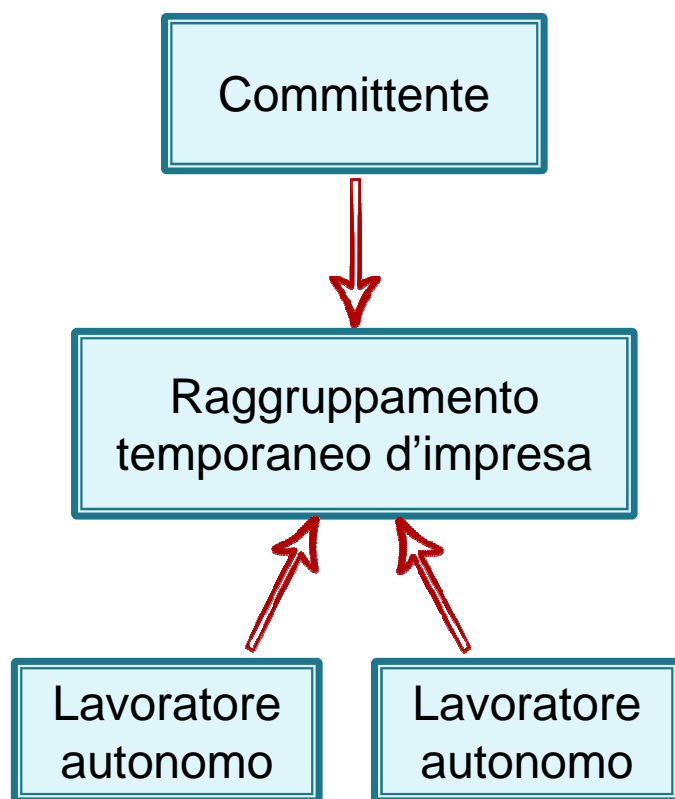 Committente
Raggruppamento
temporaneo d’impresa
Lavoratore
autonomo
Lavoratore
autonomo